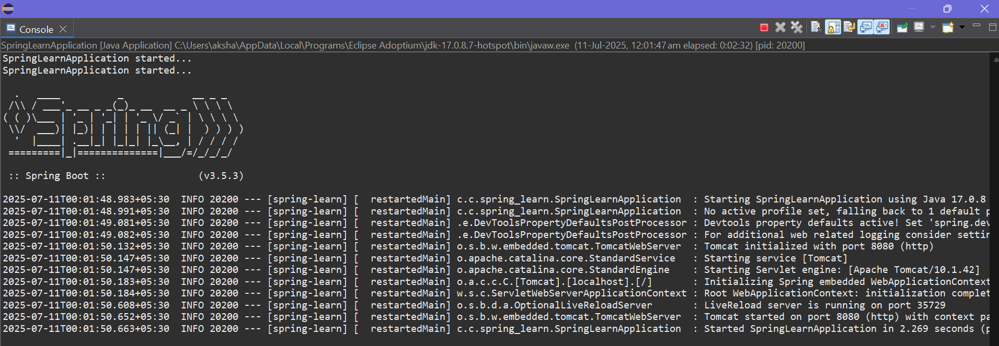 Console
SpringLearnApplication [Java Application] C:\Users\aksha\AppData\Local\Programs\Eclipse Adoptium\jdk-17.0.8.7-hotspot\bin\javaw.exe  (11-Jul-2025, 12:01:47 am elapsed: 0:02:32) [pid: 20200]
SpringLearnApplication started...
SpringLearnApplication started...

  .   ____          _            __ _ _
 /\\ / ___'_ __ _ _(_)_ __  __ _ \ \ \ \
( ( )\___ | '_ | '_| | '_ \/ _` | \ \ \ \
 \\/  ___)| |_)| | | | | || (_| |  ) ) ) )
  '  |____| .__|_| |_|_| |_\__, | / / / /
 =========|_|==============|___/=/_/_/_/

 :: Spring Boot ::                (v3.5.3)

2025-07-11T00:01:48.983+05:30  INFO 20200 --- [spring-learn] [  restartedMain] c.c.spring_learn.SpringLearnApplication  : Starting SpringLearnApplication using Java 17.0.8
2025-07-11T00:01:48.991+05:30  INFO 20200 --- [spring-learn] [  restartedMain] c.c.spring_learn.SpringLearnApplication  : No active profile set, falling back to 1 default p
2025-07-11T00:01:49.081+05:30  INFO 20200 --- [spring-learn] [  restartedMain] .e.DevToolsPropertyDefaultsPostProcessor : Devtools property defaults active! Set 'spring.dev
2025-07-11T00:01:49.082+05:30  INFO 20200 --- [spring-learn] [  restartedMain] .e.DevToolsPropertyDefaultsPostProcessor : For additional web related logging consider settin
2025-07-11T00:01:50.132+05:30  INFO 20200 --- [spring-learn] [  restartedMain] o.s.b.w.embedded.tomcat.TomcatWebServer  : Tomcat initialized with port 8080 (http)
2025-07-11T00:01:50.147+05:30  INFO 20200 --- [spring-learn] [  restartedMain] o.apache.catalina.core.StandardService   : Starting service [Tomcat]
2025-07-11T00:01:50.147+05:30  INFO 20200 --- [spring-learn] [  restartedMain] o.apache.catalina.core.StandardEngine    : Starting Servlet engine: [Apache Tomcat/10.1.42]
2025-07-11T00:01:50.183+05:30  INFO 20200 --- [spring-learn] [  restartedMain] o.a.c.c.C.[Tomcat].[localhost].[/]       : Initializing Spring embedded WebApplicationContext
2025-07-11T00:01:50.184+05:30  INFO 20200 --- [spring-learn] [  restartedMain] w.s.c.ServletWebServerApplicationContext : Root WebApplicationContext: initialization complet
2025-07-11T00:01:50.608+05:30  INFO 20200 --- [spring-learn] [  restartedMain] o.s.b.d.a.OptionalLiveReloadServer       : LiveReload server is running on port 35729
2025-07-11T00:01:50.652+05:30  INFO 20200 --- [spring-learn] [  restartedMain] o.s.b.w.embedded.tomcat.TomcatWebServer  : Tomcat started on port 8080 (http) with context pa
2025-07-11T00:01:50.663+05:30  INFO 20200 --- [spring-learn] [  restartedMain] c.c.spring_learn.SpringLearnApplication  : Started SpringLearnApplication in 2.269 seconds (p